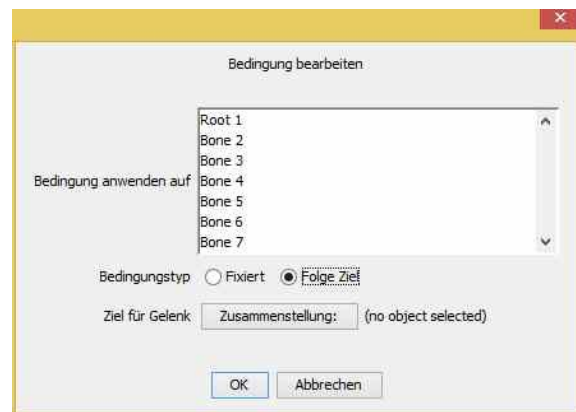 Bedingung bearbeiten
Root 1
Bone 2
Bone 3
Bedingung anwenden auf Bone 4
Bone 5
Bone 6
Bone 7
Bedingungstyp Fixiert Folge Ziel
Ziel für Gelenk Zusammenstellung: (no object selected)
OK Abbrechen